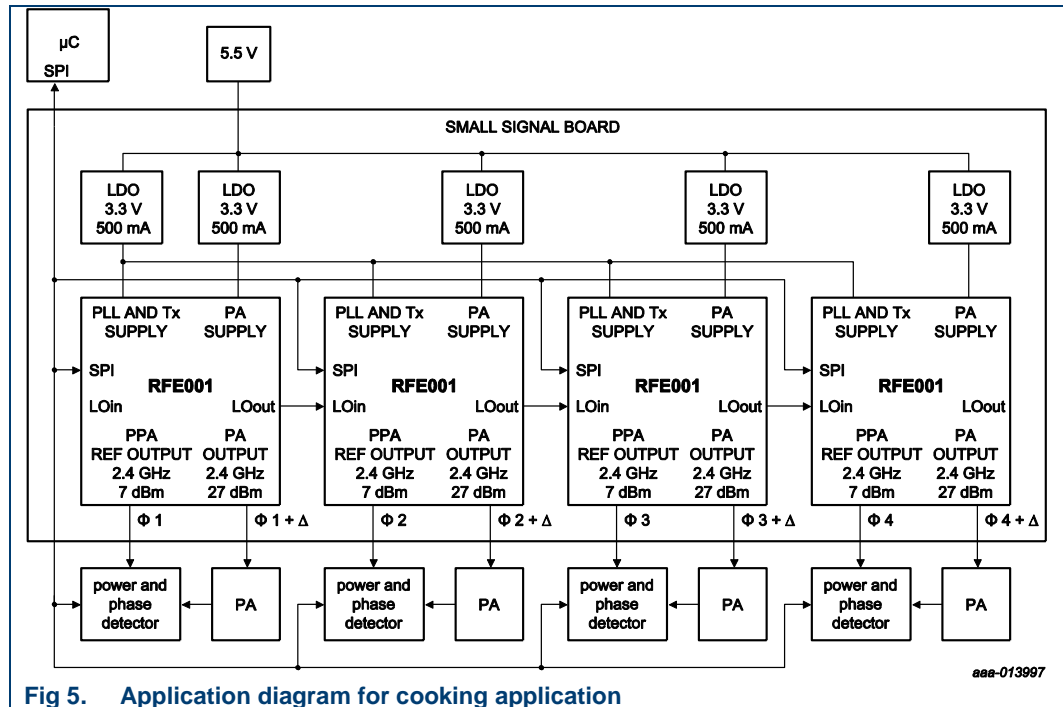 µC
SPI
5.5 V
SMALL SIGNAL BOARD
LDO
3.3 V
500 mA
LDO
3.3 V
500 mA
LDO
3.3 V
500 mA
LDO
3.3 V
500 mA
LDO
3.3 V
500 mA
PLL AND Tx
SUPPLY
PA
SUPPLY
SPI
RFE001
LOin
LOout
PPA
REF OUTPUT
2.4 GHz
7 dBm
PA
OUTPUT
2.4 GHz
27 dBm
PLL AND Tx
SUPPLY
PA
SUPPLY
SPI
RFE001
LOin
LOout
PPA
REF OUTPUT
2.4 GHz
7 dBm
PA
OUTPUT
2.4 GHz
27 dBm
PLL AND Tx
SUPPLY
PA
SUPPLY
SPI
RFE001
LOin
LOout
PPA
REF OUTPUT
2.4 GHz
7 dBm
PA
OUTPUT
2.4 GHz
27 dBm
PLL AND Tx
SUPPLY
PA
SUPPLY
SPI
RFE001
LOin
LOout
PPA
REF OUTPUT
2.4 GHz
7 dBm
PA
OUTPUT
2.4 GHz
27 dBm
Φ 1
Φ 1 + Δ
Φ 2
Φ 2 + Δ
Φ 3
Φ 3 + Δ
Φ 4
Φ 4 + Δ
power and
phase
detector
PA
power and
phase
detector
PA
power and
phase
detector
PA
power and
phase
detector
PA
aaa-013997
Fig 5. Application diagram for cooking application